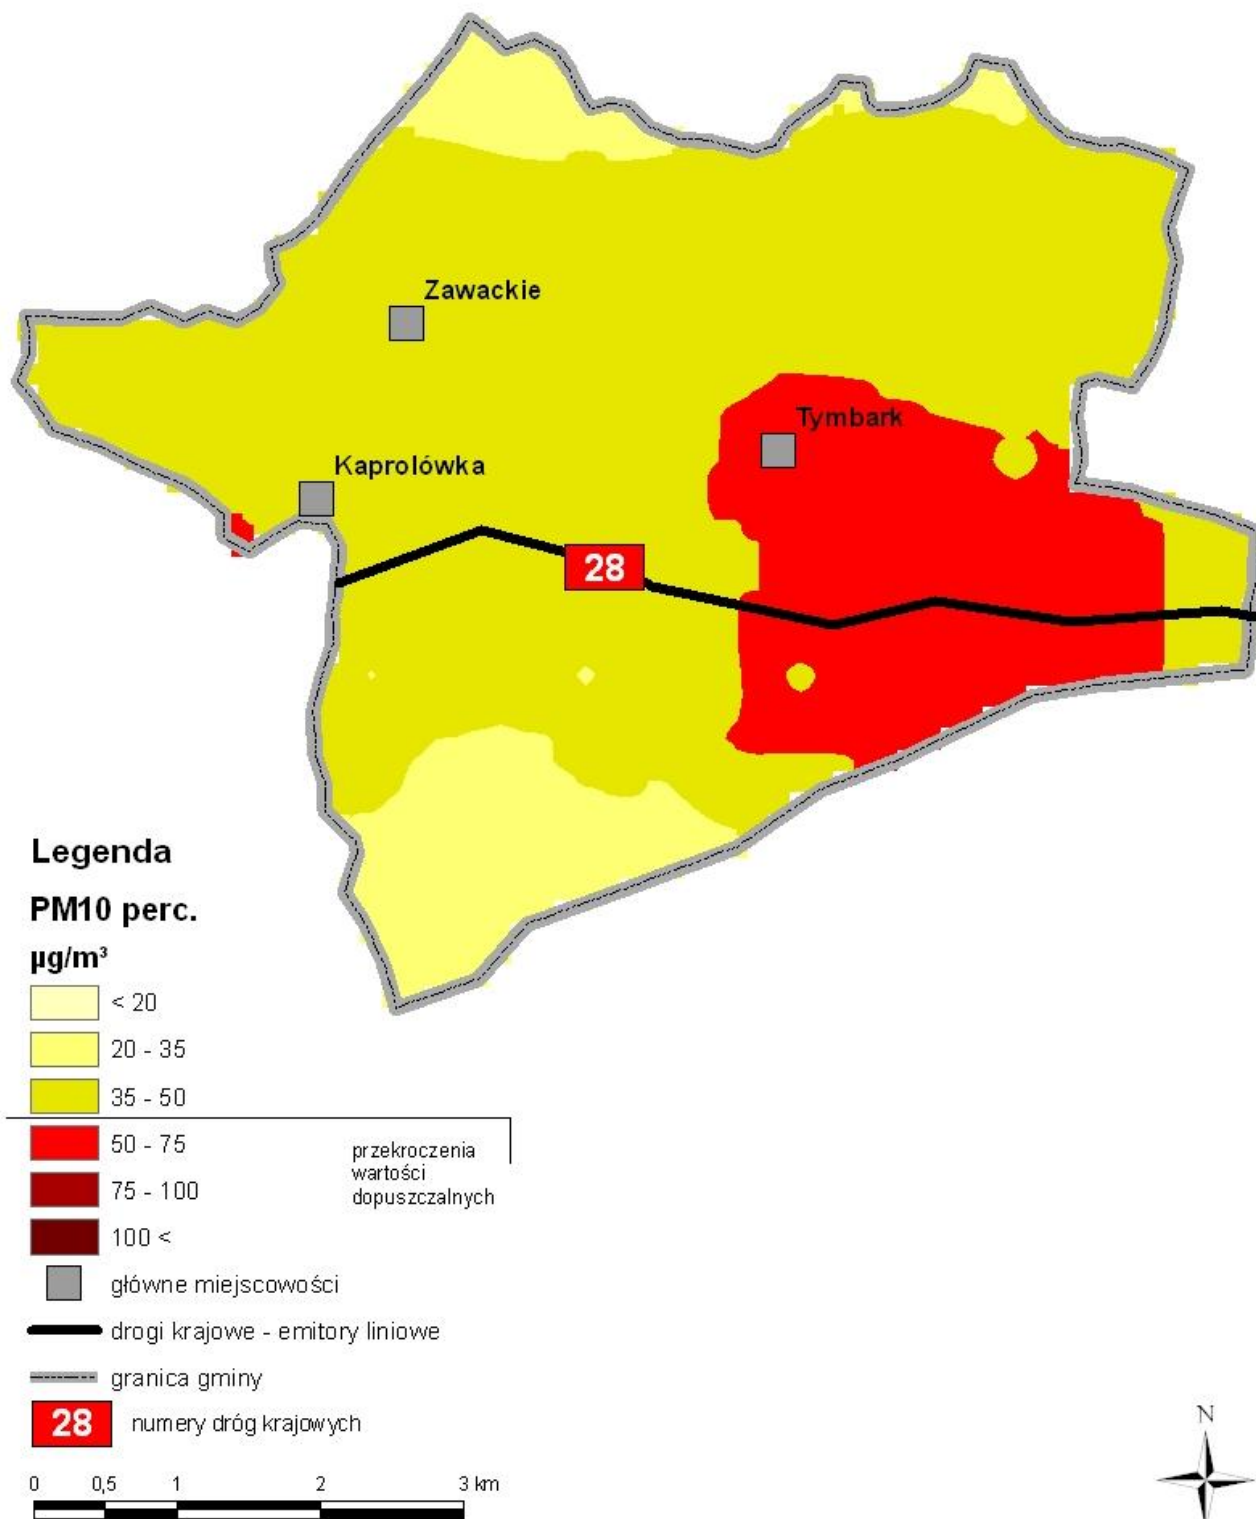 Zawackie
Tymbark
Kaprolówka
28
Legenda
PM10 perc.
µg/m³
< 20
20 - 35
35 - 50
50 - 75
przekroczenia
wartości
dopuszczalnych
75 - 100
100 <
główne miejscowości
drogi krajowe - emitory liniowe
granica gminy
28 numery dróg krajowych
N
0 0,5 1 2 3 km